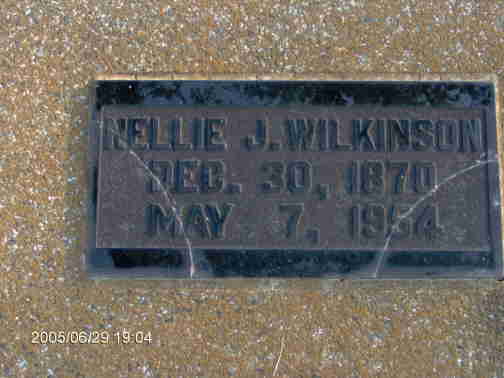 NELLIE J. WILKINSON
DEC. 30, 1870
MAY 7, 1954
2005/06/29 19:04